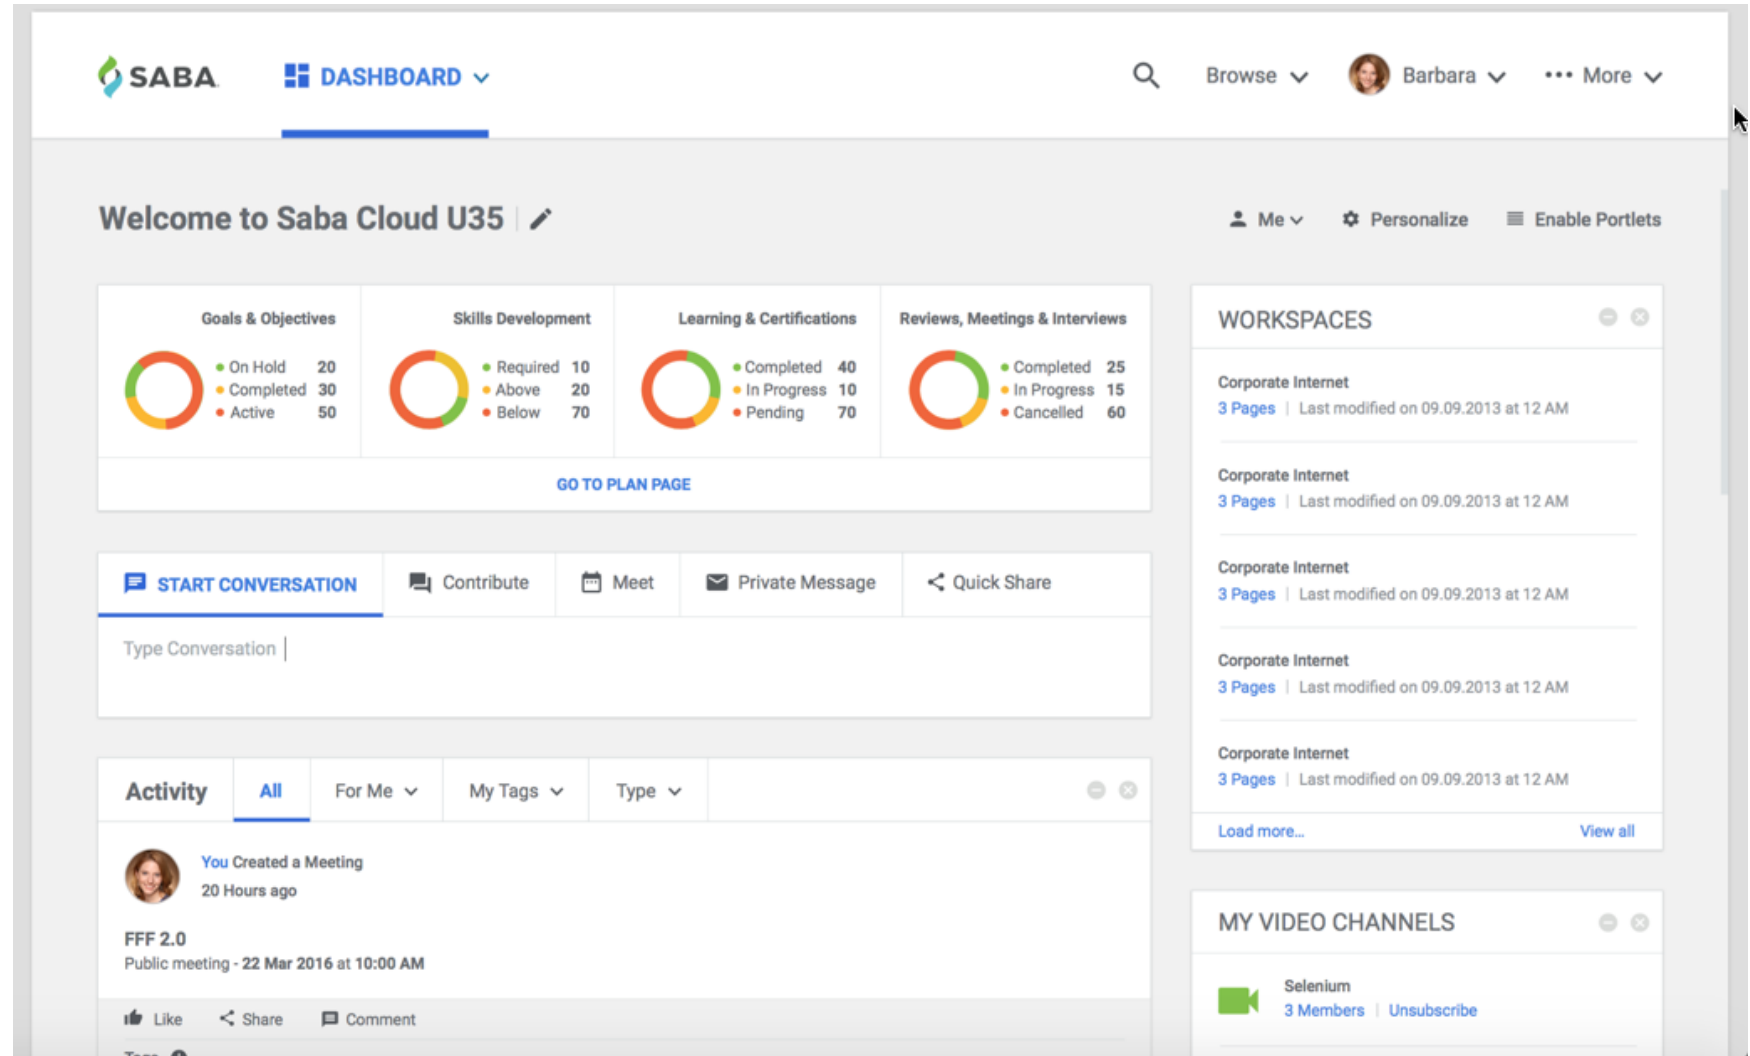 SABA
DASHBOARD
Browse
Barbara
More
Welcome to Saba Cloud U35
Me
Personalize
Enable Portlets
Goals & Objectives
On Hold 20
Completed 30
Active 50
Skills Development
Required 10
Above 20
Below 70
Learning & Certifications
Completed 40
In Progress 10
Pending 70
Reviews, Meetings & Interviews
Completed 25
In Progress 15
Cancelled 60
GO TO PLAN PAGE
START CONVERSATION
Contribute
Meet
Private Message
Quick Share
Type Conversation
Activity
All
For Me
My Tags
Type
You Created a Meeting
20 Hours ago
FFF 2.0
Public meeting - 22 Mar 2016 at 10:00 AM
Like
Share
Comment
Tags
WORKSPACES
Corporate Internet
3 Pages | Last modified on 09.09.2013 at 12 AM
Corporate Internet
3 Pages | Last modified on 09.09.2013 at 12 AM
Corporate Internet
3 Pages | Last modified on 09.09.2013 at 12 AM
Corporate Internet
3 Pages | Last modified on 09.09.2013 at 12 AM
Corporate Internet
3 Pages | Last modified on 09.09.2013 at 12 AM
Load more...
View all
MY VIDEO CHANNELS
Selenium
3 Members | Unsubscribe